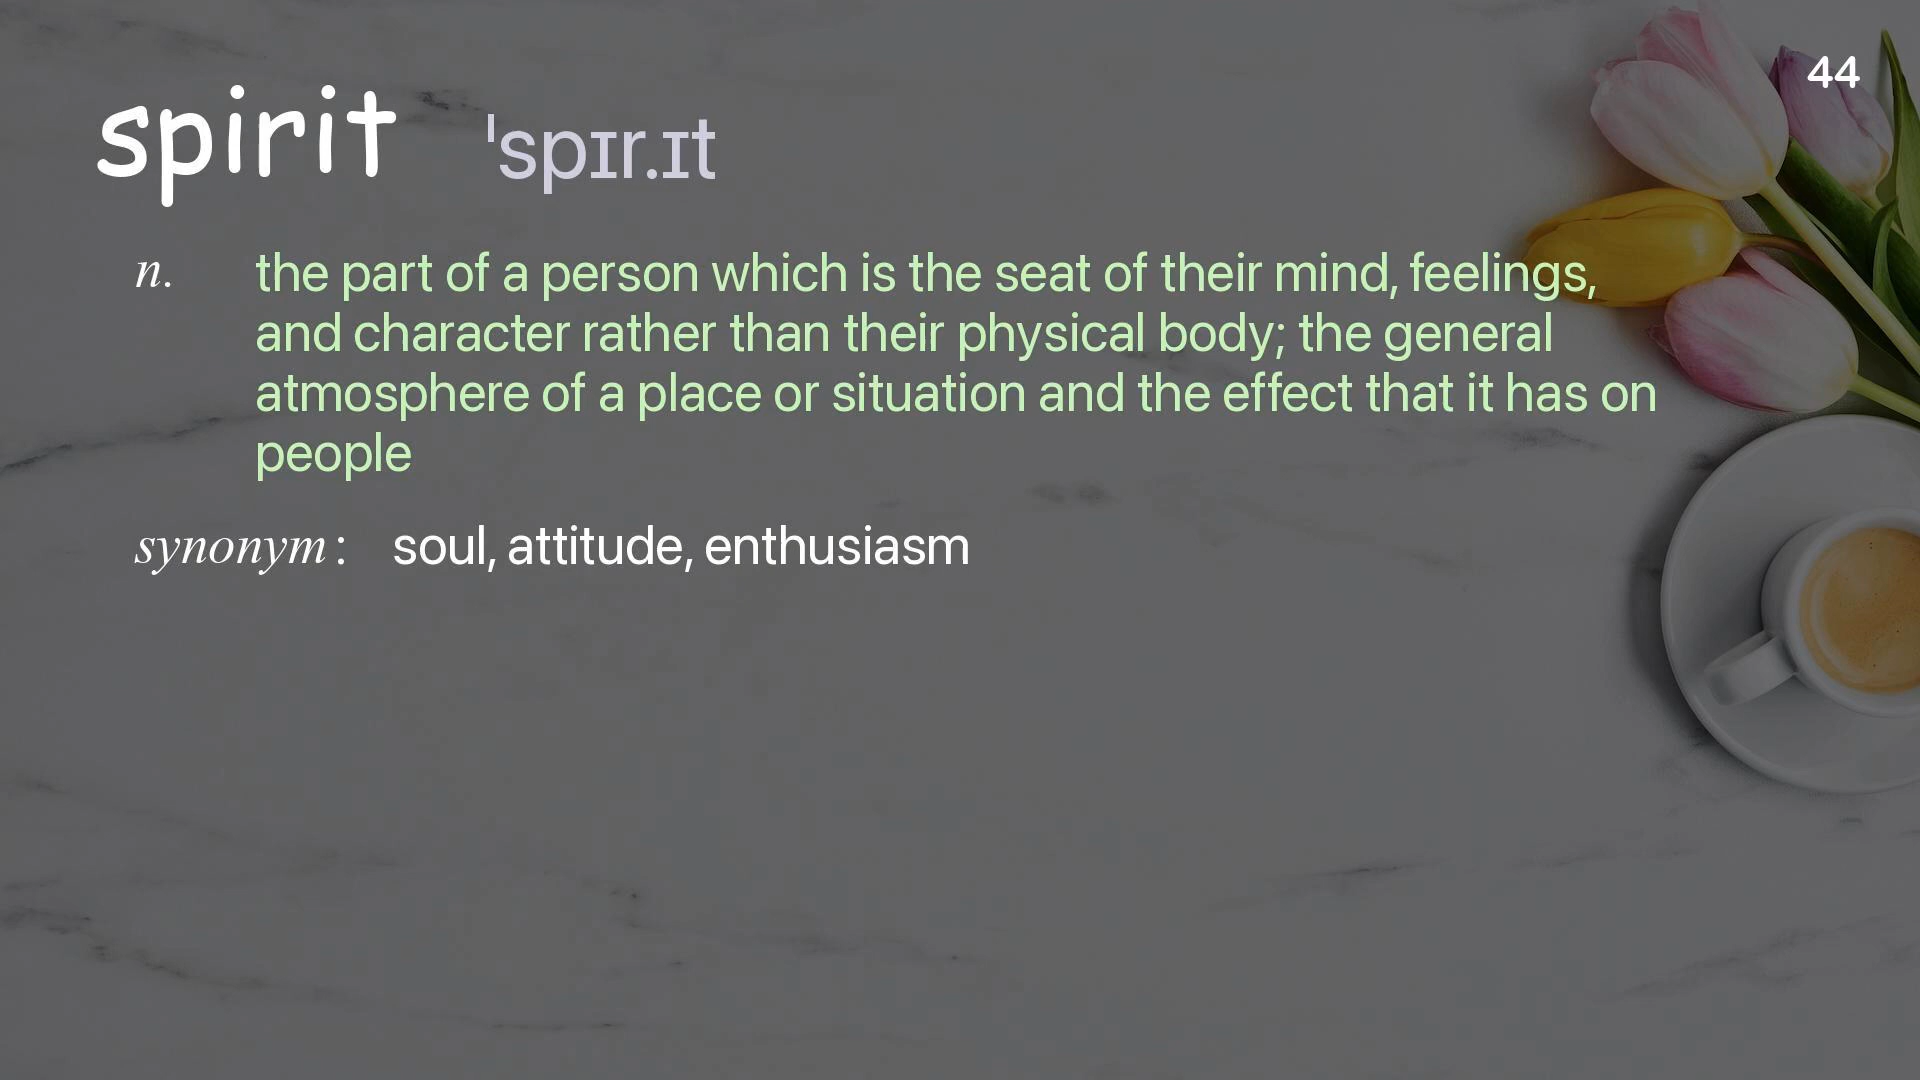 44
spirit ˈspɪr.ɪt
n. the part of a person which is the seat of their mind, feelings,
and character rather than their physical body; the general
atmosphere of a place or situation and the effect that it has on
people
synonym: soul, attitude, enthusiasm